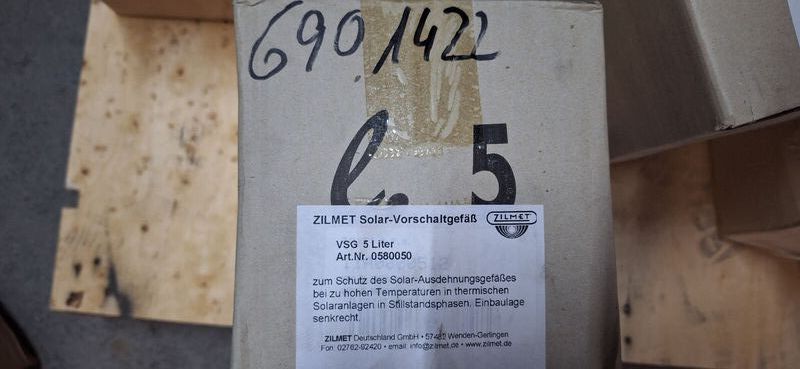 6901422
l. 5
ZILMET Solar-Vorschaltgefäß
ZILMET
VSG 5 Liter
Art.Nr. 0580050
zum Schutz des Solar-Ausdehnungsgefäßes
bei zu hohen Temperaturen in thermischen
Solaranlagen in Stillstandsphasen. Einbaulage
senkrecht.
ZILMET Deutschland GmbH • 57482 Wenden-Gerlingen
Fon: 02762-92420 • email: info@zilmet.de • www.zilmet.de